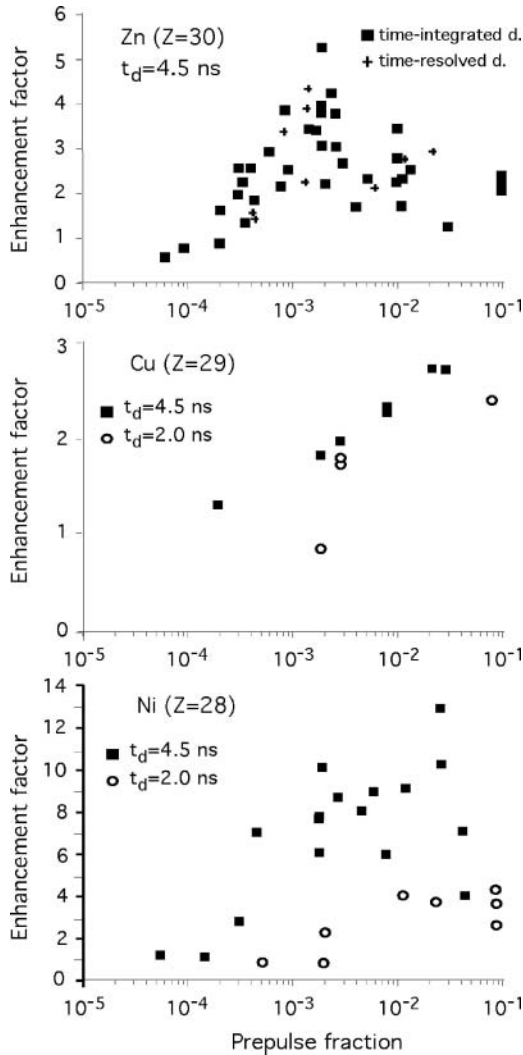 Zn (Z=30)
t_d=4.5 ns
■ time-integrated d.
+ time-resolved d.
Enhancement factor
6
5
4
3
2
1
0
10⁻⁵ 10⁻⁴ 10⁻³ 10⁻² 10⁻¹
Cu (Z=29)
■ t_d=4.5 ns
○ t_d=2.0 ns
Enhancement factor
3
2
1
0
10⁻⁵ 10⁻⁴ 10⁻³ 10⁻² 10⁻¹
Ni (Z=28)
■ t_d=4.5 ns
○ t_d=2.0 ns
Enhancement factor
14
12
10
8
6
4
2
0
10⁻⁵ 10⁻⁴ 10⁻³ 10⁻² 10⁻¹
Prepulse fraction